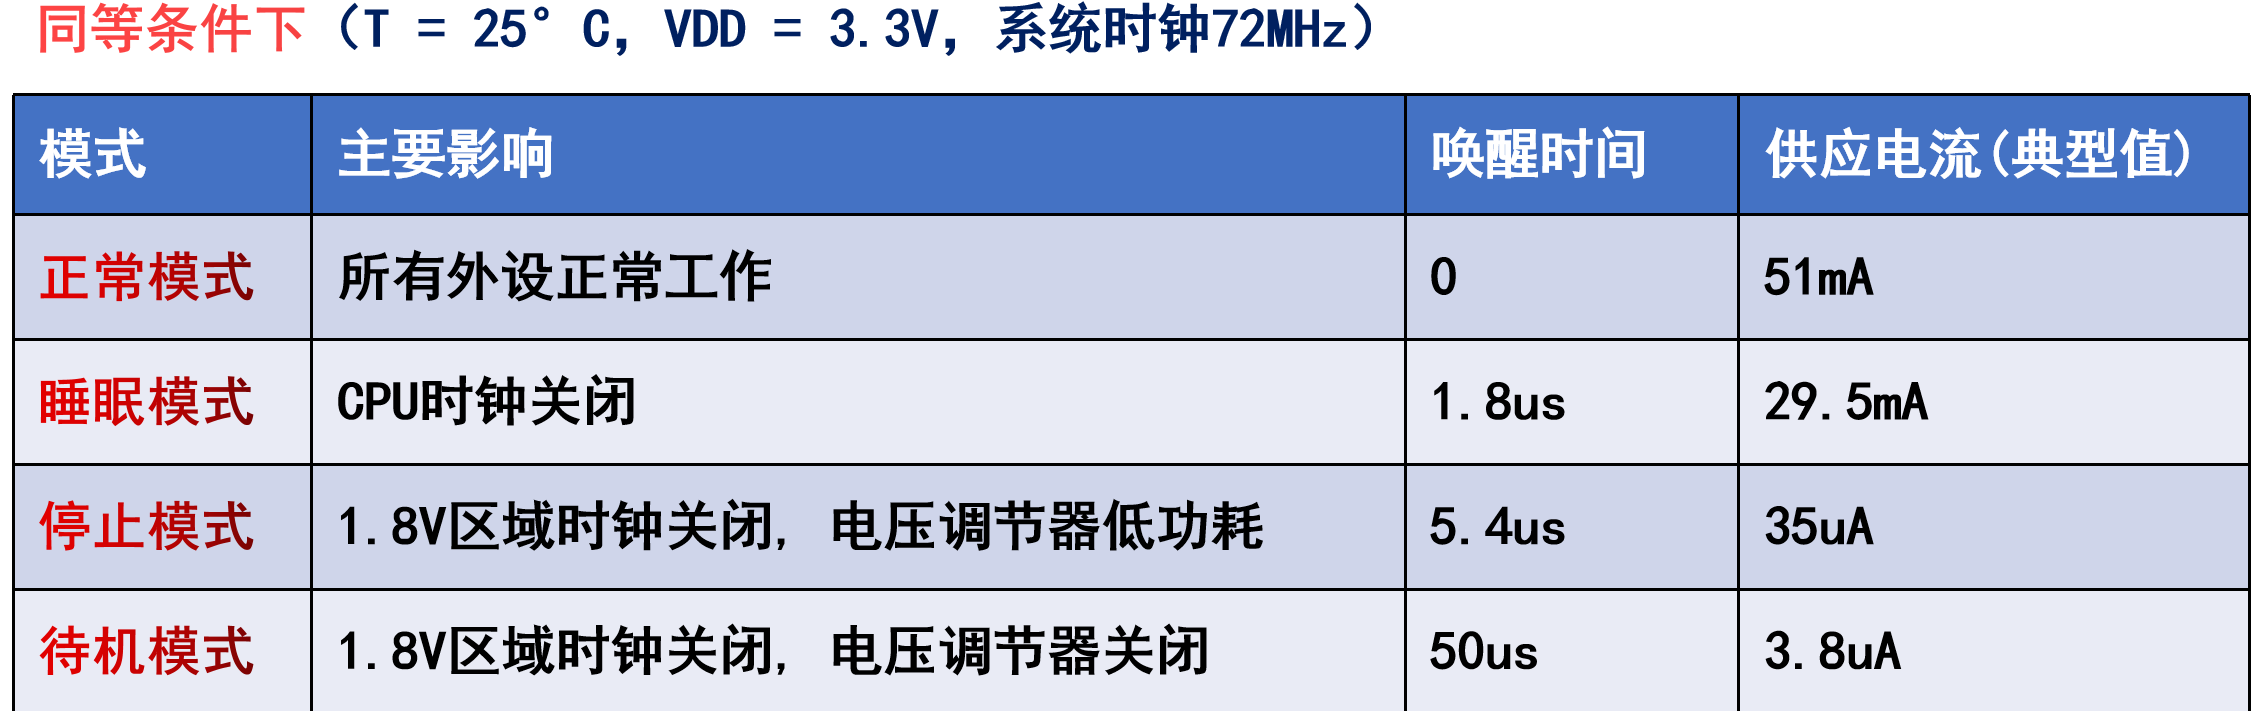 同等条件下（T = 25° C, VDD = 3.3V, 系统时钟72MHz）
模式 主要影响 唤醒时间 供应电流(典型值)
正常模式 所有外设正常工作 0 51mA
睡眠模式 CPU时钟关闭 1.8us 29.5mA
停止模式 1.8V区域时钟关闭, 电压调节器低功耗 5.4us 35uA
待机模式 1.8V区域时钟关闭, 电压调节器关闭 50us 3.8uA